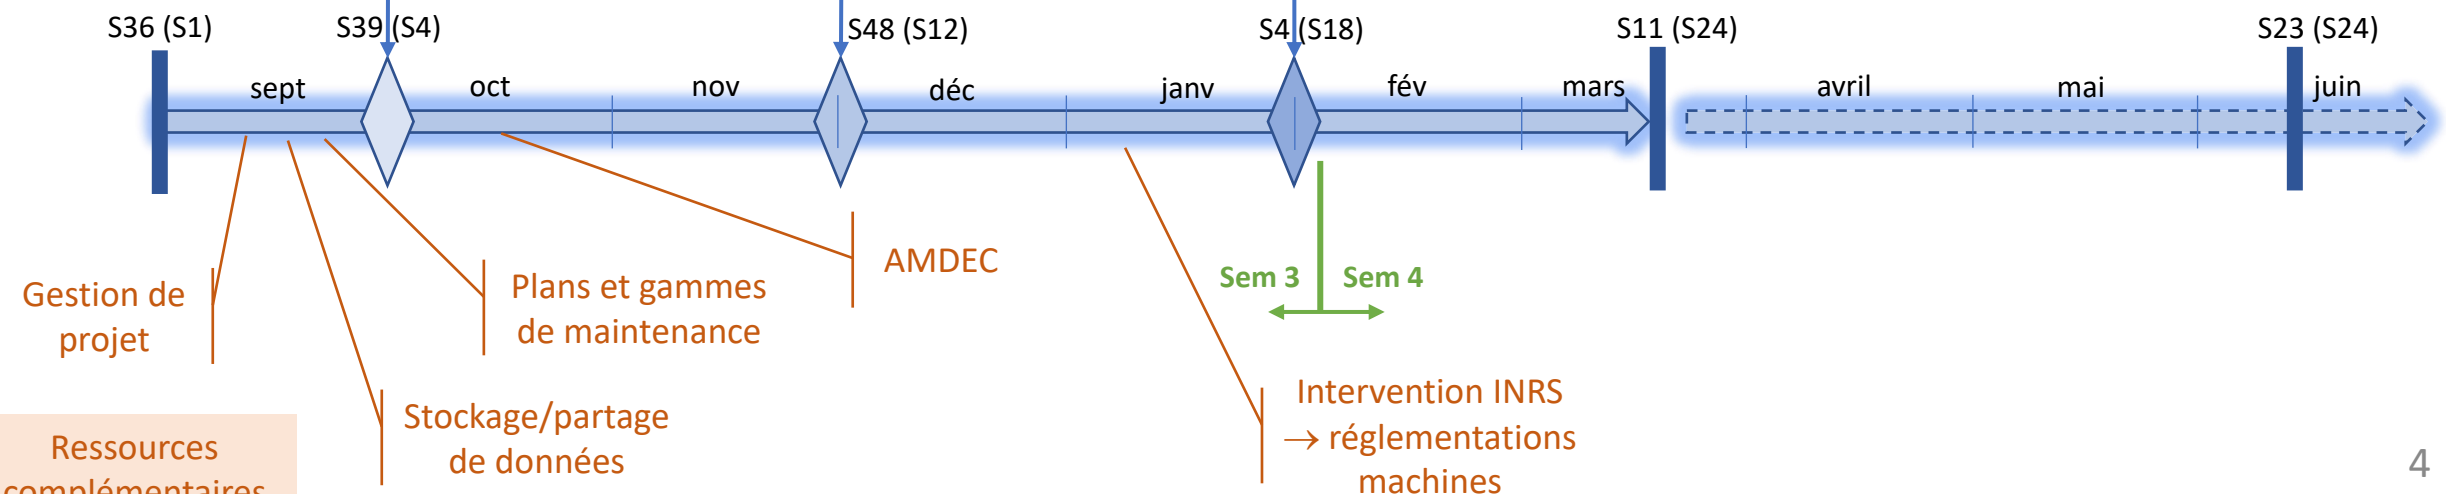 S36 (S1)
S39 (S4)
S48 (S12)
S4 (S18)
S11 (S24)
S23 (S24)
sept
oct
nov
déc
janv
fév
mars
avril
mai
juin
Gestion de
projet
Stockage/partage
de données
Plans et gammes
de maintenance
AMDEC
Sem 3
Sem 4
Intervention INRS
→ réglementations
machines
Ressources
complémentaires
4